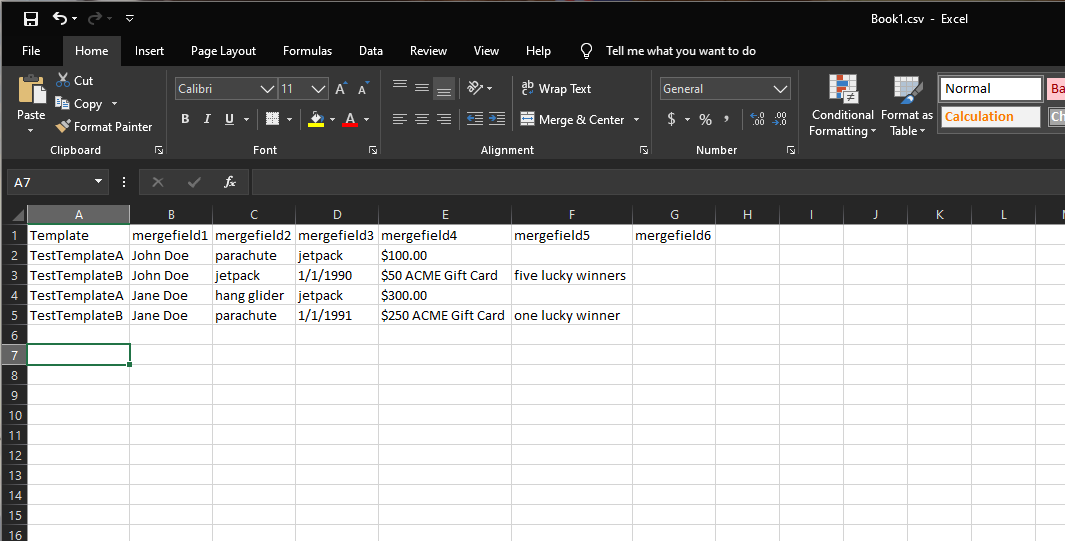 Book1.csv - Excel
File Home Insert Page Layout Formulas Data Review View Help Tell me what you want to do
Paste Cut Copy Format Painter
Calibri 11 A A
B I U A
Wrap Text
Merge & Center
General
$ % , .00 .00
Conditional Formatting Format as Table
Normal Ba
Calculation Ch
Clipboard Font Alignment Number
A7 fx
A B C D E F G H I J K L
1 Template mergefield1 mergefield2 mergefield3 mergefield4 mergefield5 mergefield6
2 TestTemplateA John Doe parachute jetpack $100.00
3 TestTemplateB John Doe jetpack 1/1/1990 $50 ACME Gift Card five lucky winners
4 TestTemplateA Jane Doe hang glider jetpack $300.00
5 TestTemplateB Jane Doe parachute 1/1/1991 $250 ACME Gift Card one lucky winner
6
7
8
9
10
11
12
13
14
15
16